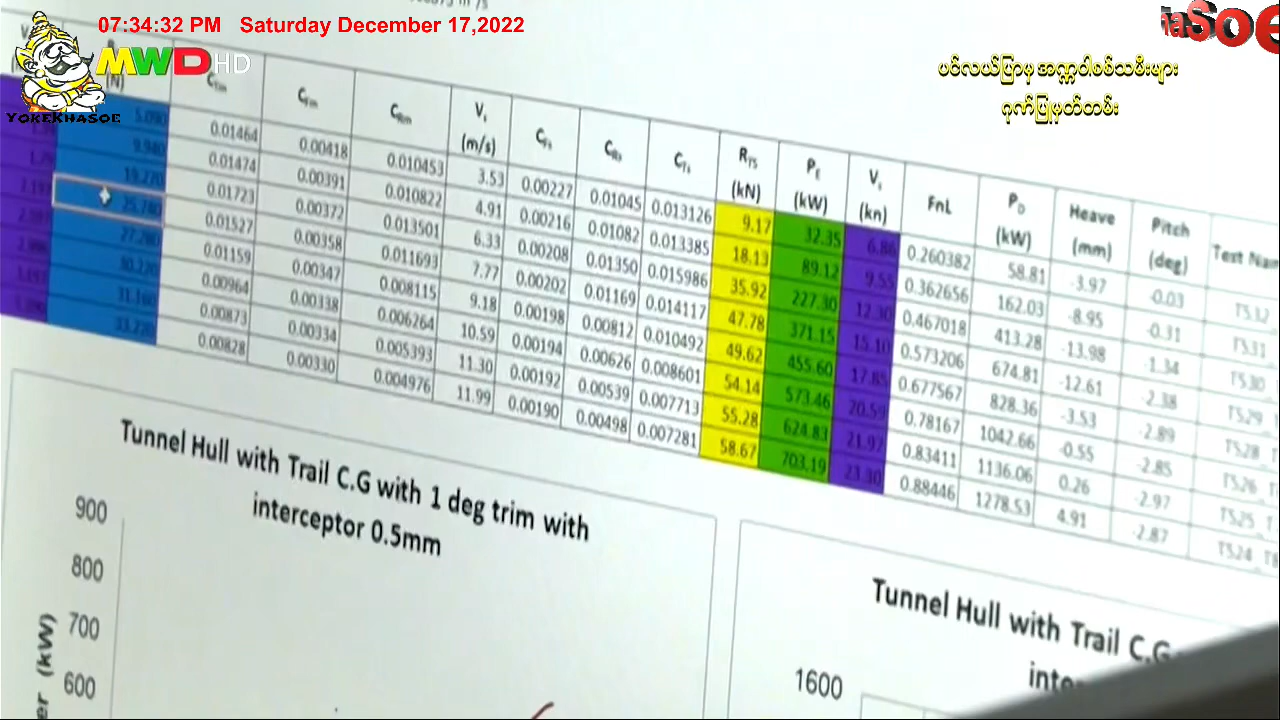 07:34:32 PM Saturday December 17,2022
MWD HD
YOKEKHASOE
ပင်လယ်ပြာမှ အဏ္ဏဝါစစ်သမီးများ
ဂုဏ်ပြုမှတ်တမ်း
(N) V (m/s) R (kN) P (kW) V (kn) FnL P (kW) Heave (mm) Pitch (deg)
0.01464 0.00418 0.010453 3.53 0.00227 0.01045 0.013126 9.17 32.35 0.260382 58.81 -3.97 -0.03
0.01474 0.00391 0.010822 4.91 0.00216 0.01082 0.013385 18.13 89.12 9.55 0.362656 162.03 -8.95 -0.31
0.01723 0.00372 0.013501 6.33 0.00208 0.01350 0.015986 35.92 227.30 12.30 0.467018 413.28 -13.98 -1.34
0.01527 0.00358 0.011693 7.77 0.00202 0.01169 0.014117 47.78 371.15 15.10 0.573206 674.81 -12.61 -2.38
0.01159 0.00347 0.008115 9.18 0.00198 0.00812 0.010492 49.62 455.60 17.85 0.677567 828.36 -3.53 -2.89
0.00964 0.00338 0.006264 10.59 0.00194 0.00626 0.008601 54.14 573.46 20.59 0.78167 1042.66 -0.55 -2.85
0.00873 0.00334 0.005393 11.30 0.00192 0.00539 0.007713 55.28 624.83 21.97 0.83411 1136.06 0.26 -2.97
0.00828 0.00330 0.004976 11.99 0.00190 0.00498 0.007281 58.67 703.19 23.30 0.88446 1278.53 4.91 -2.87
Tunnel Hull with Trail C.G with 1 deg trim with
interceptor 0.5mm
900
800
700
600
(kW)
Tunnel Hull with Trail C.G
1600